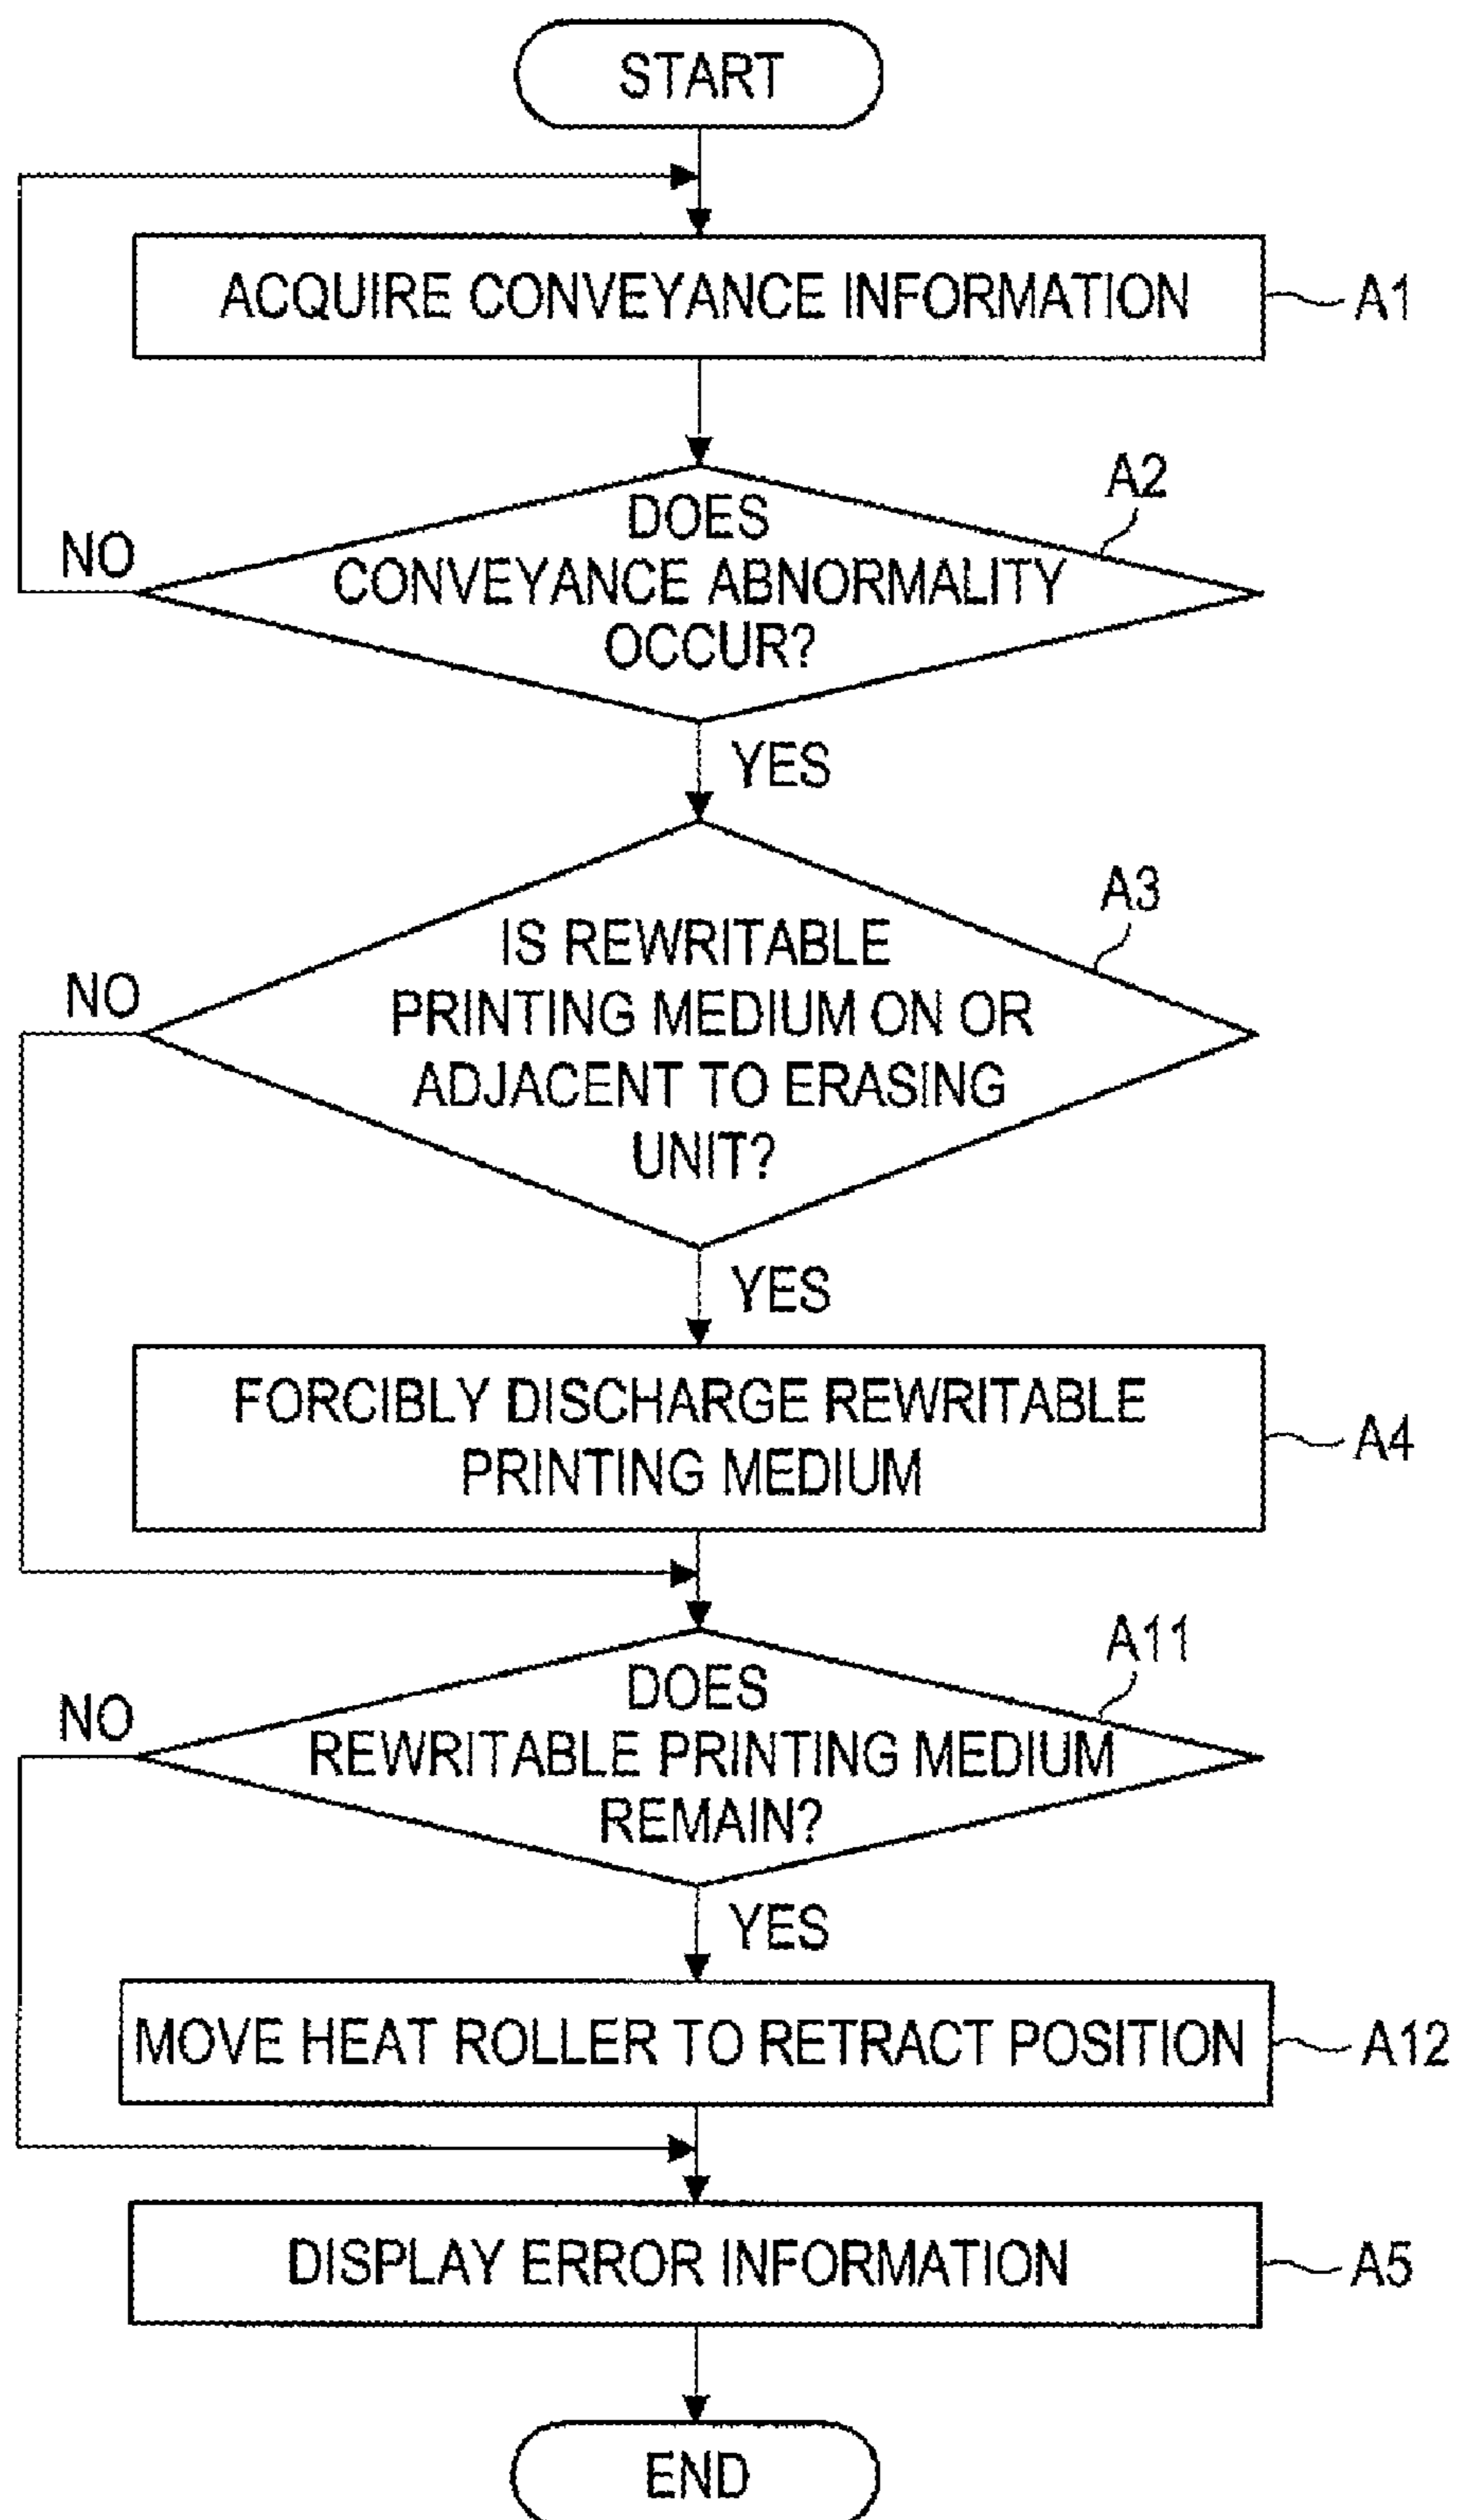 START
ACQUIRE CONVEYANCE INFORMATION
A1
A2
DOES
CONVEYANCE ABNORMALITY
OCCUR?
NO
YES
A3
IS REWRITABLE
PRINTING MEDIUM ON OR
ADJACENT TO ERASING
UNIT?
NO
YES
FORCIBLY DISCHARGE REWRITABLE
PRINTING MEDIUM
A4
A11
DOES
REWRITABLE PRINTING MEDIUM
REMAIN?
NO
YES
MOVE HEAT ROLLER TO RETRACT POSITION
A12
DISPLAY ERROR INFORMATION
A5
END